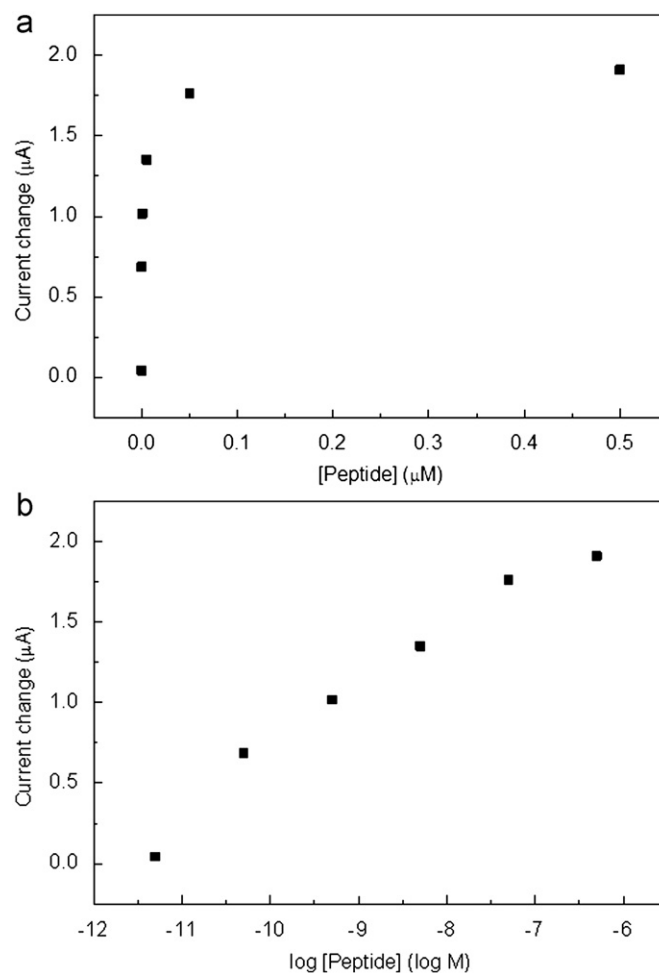 a
2.0
1.5
1.0
0.5
0.0
Current change (μA)
0.0 0.1 0.2 0.3 0.4 0.5
[Peptide] (μM)
b
2.0
1.5
1.0
0.5
0.0
Current change (μA)
-12 -11 -10 -9 -8 -7 -6
log [Peptide] (log M)